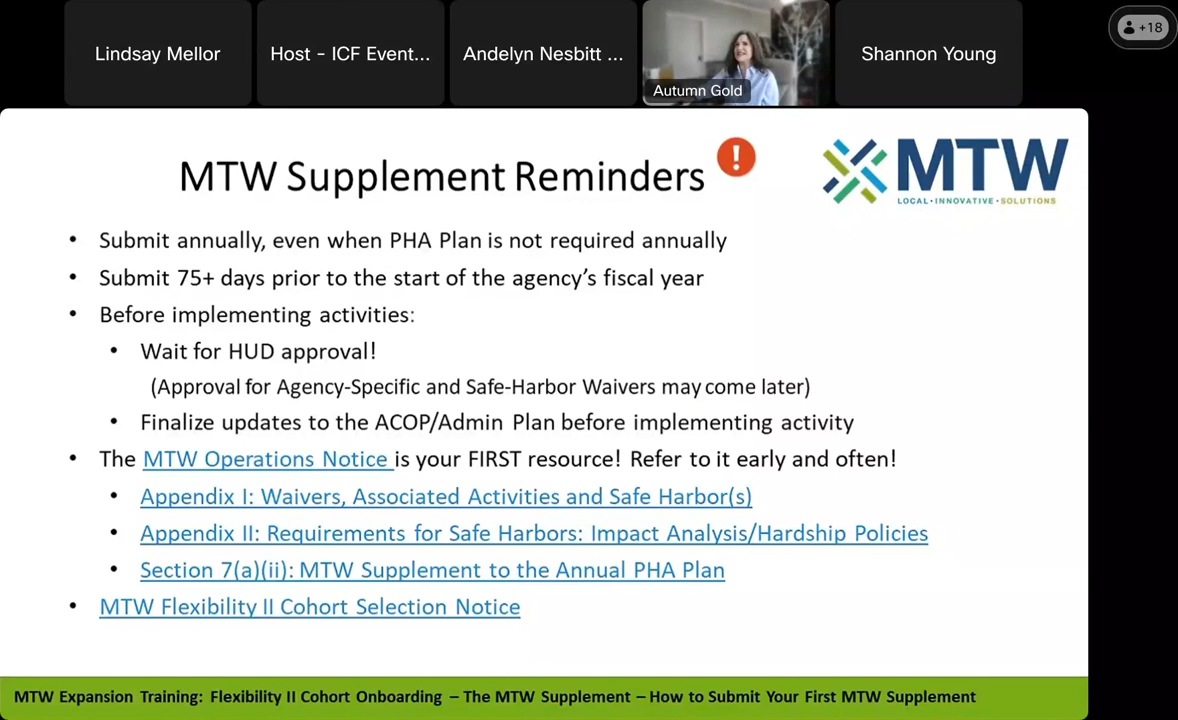 Lindsay Mellor
Host - ICF Event...
Andelyn Nesbitt ...
Autumn Gold
Shannon Young
+18
MTW Supplement Reminders
!
MTW
LOCAL • INNOVATIVE • SOLUTIONS
• Submit annually, even when PHA Plan is not required annually
• Submit 75+ days prior to the start of the agency's fiscal year
• Before implementing activities:
• Wait for HUD approval!
(Approval for Agency-Specific and Safe-Harbor Waivers may come later)
• Finalize updates to the ACOP/Admin Plan before implementing activity
• The MTW Operations Notice is your FIRST resource! Refer to it early and often!
• Appendix I: Waivers, Associated Activities and Safe Harbor(s)
• Appendix II: Requirements for Safe Harbors: Impact Analysis/Hardship Policies
• Section 7(a)(ii): MTW Supplement to the Annual PHA Plan
• MTW Flexibility II Cohort Selection Notice
MTW Expansion Training: Flexibility II Cohort Onboarding – The MTW Supplement – How to Submit Your First MTW Supplement